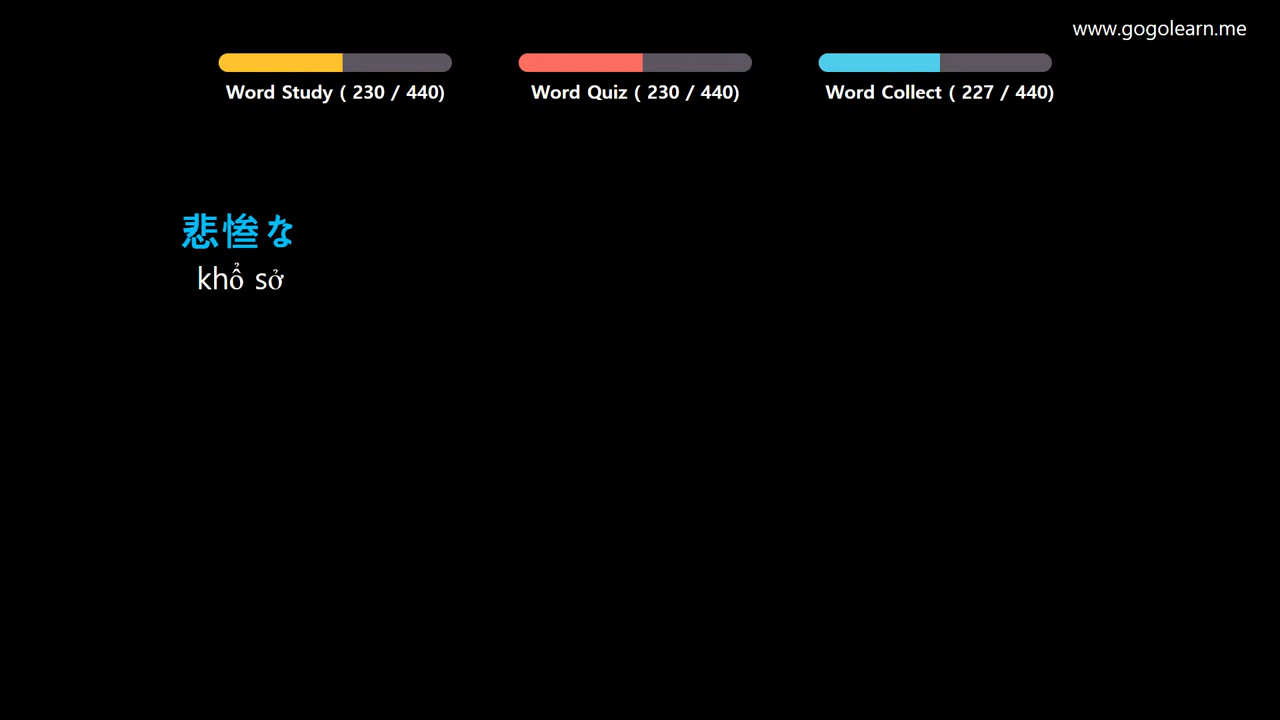 www.gogolearn.me
Word Study ( 230 / 440)
Word Quiz ( 230 / 440)
Word Collect ( 227 / 440)
悲惨な
khổ sở